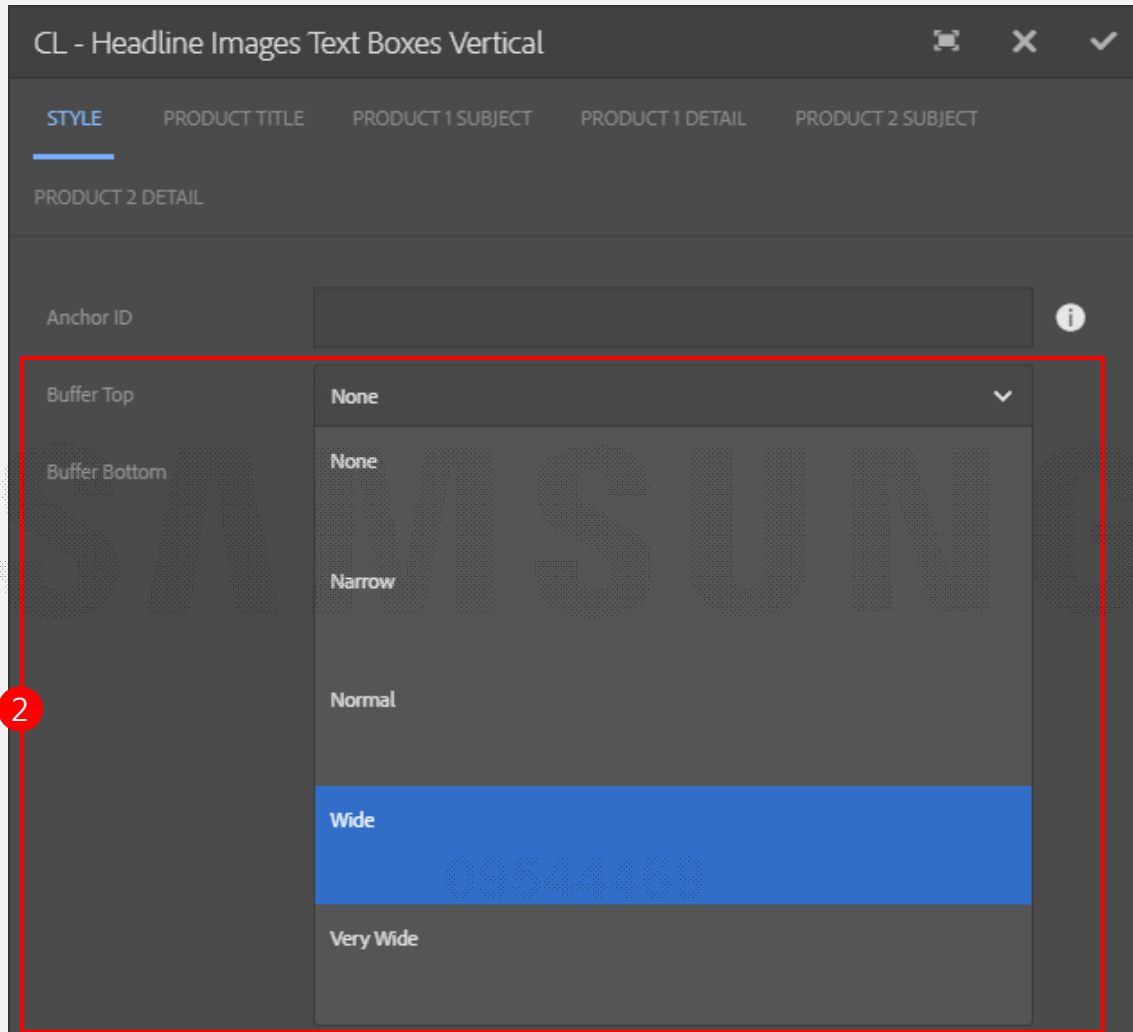 CL - Headline Images Text Boxes Vertical
STYLE PRODUCT TITLE PRODUCT 1 SUBJECT PRODUCT 1 DETAIL PRODUCT 2 SUBJECT
PRODUCT 2 DETAIL
Anchor ID
Buffer Top None
Buffer Bottom None
SAMSUNG
Narrow
2 Normal
Wide
09544469
Very Wide